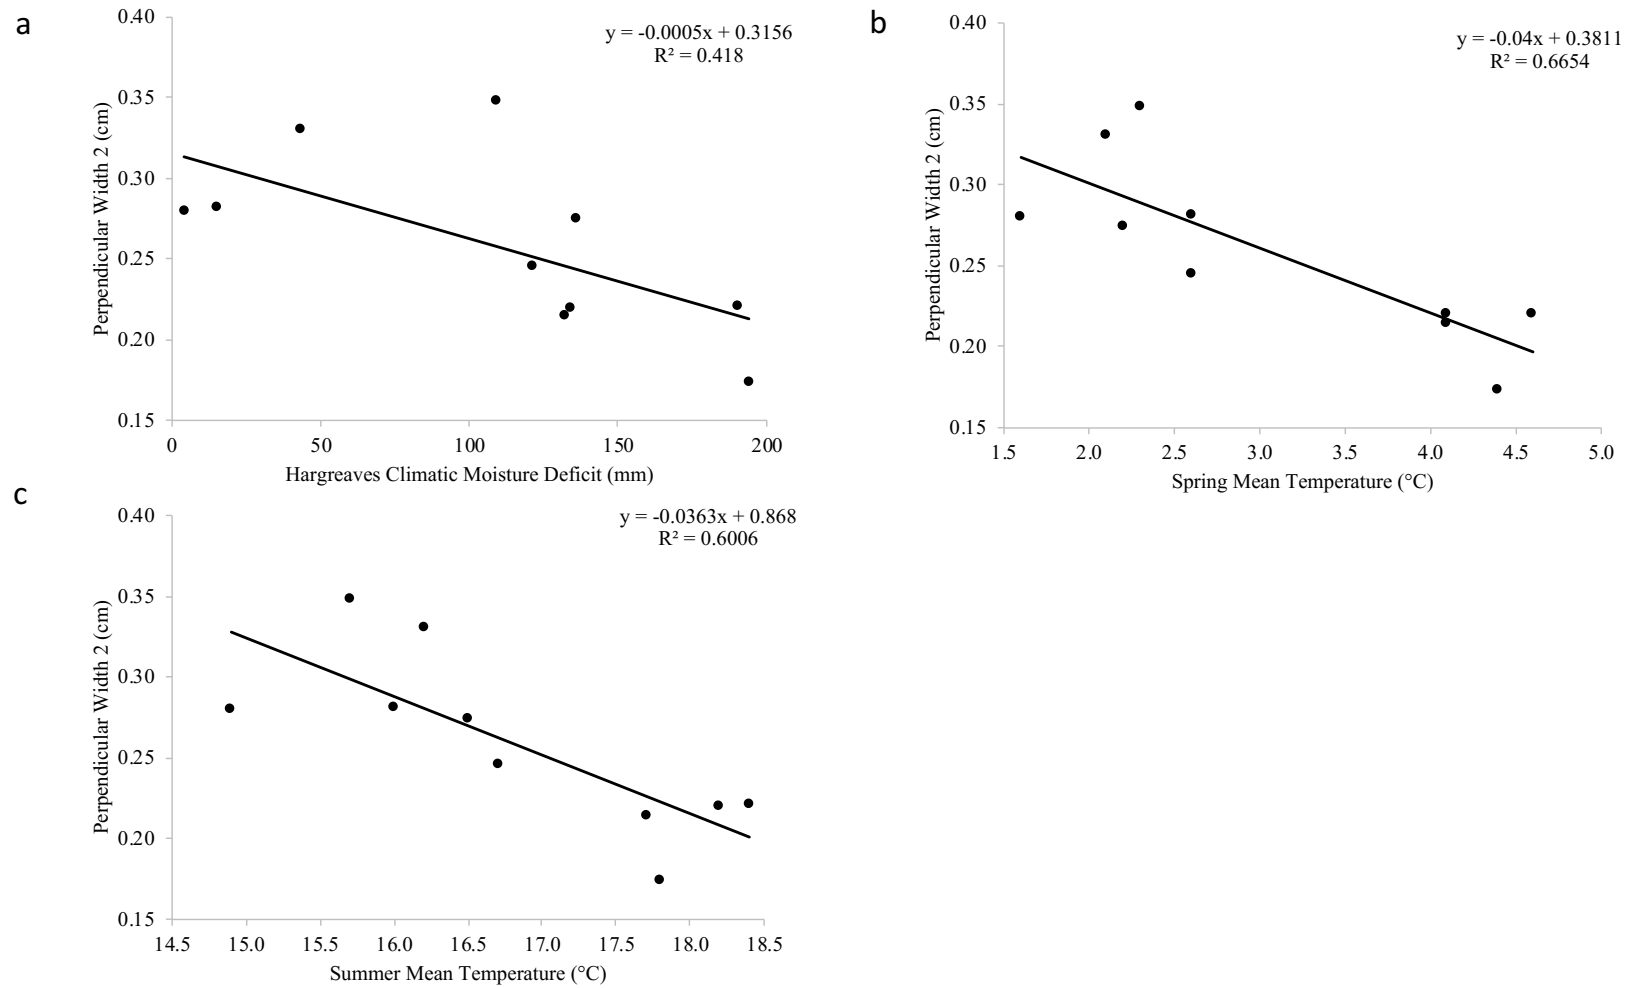 a
y = -0.0005x + 0.3156
R² = 0.418
0.40
0.35
0.30
0.25
0.20
0.15
Perpendicular Width 2 (cm)
0 50 100 150 200
Hargreaves Climatic Moisture Deficit (mm)
b
y = -0.04x + 0.3811
R² = 0.6654
0.40
0.35
0.30
0.25
0.20
0.15
Perpendicular Width 2 (cm)
1.5 2.0 2.5 3.0 3.5 4.0 4.5 5.0
Spring Mean Temperature (°C)
c
y = -0.0363x + 0.868
R² = 0.6006
0.40
0.35
0.30
0.25
0.20
0.15
Perpendicular Width 2 (cm)
14.5 15.0 15.5 16.0 16.5 17.0 17.5 18.0 18.5
Summer Mean Temperature (°C)